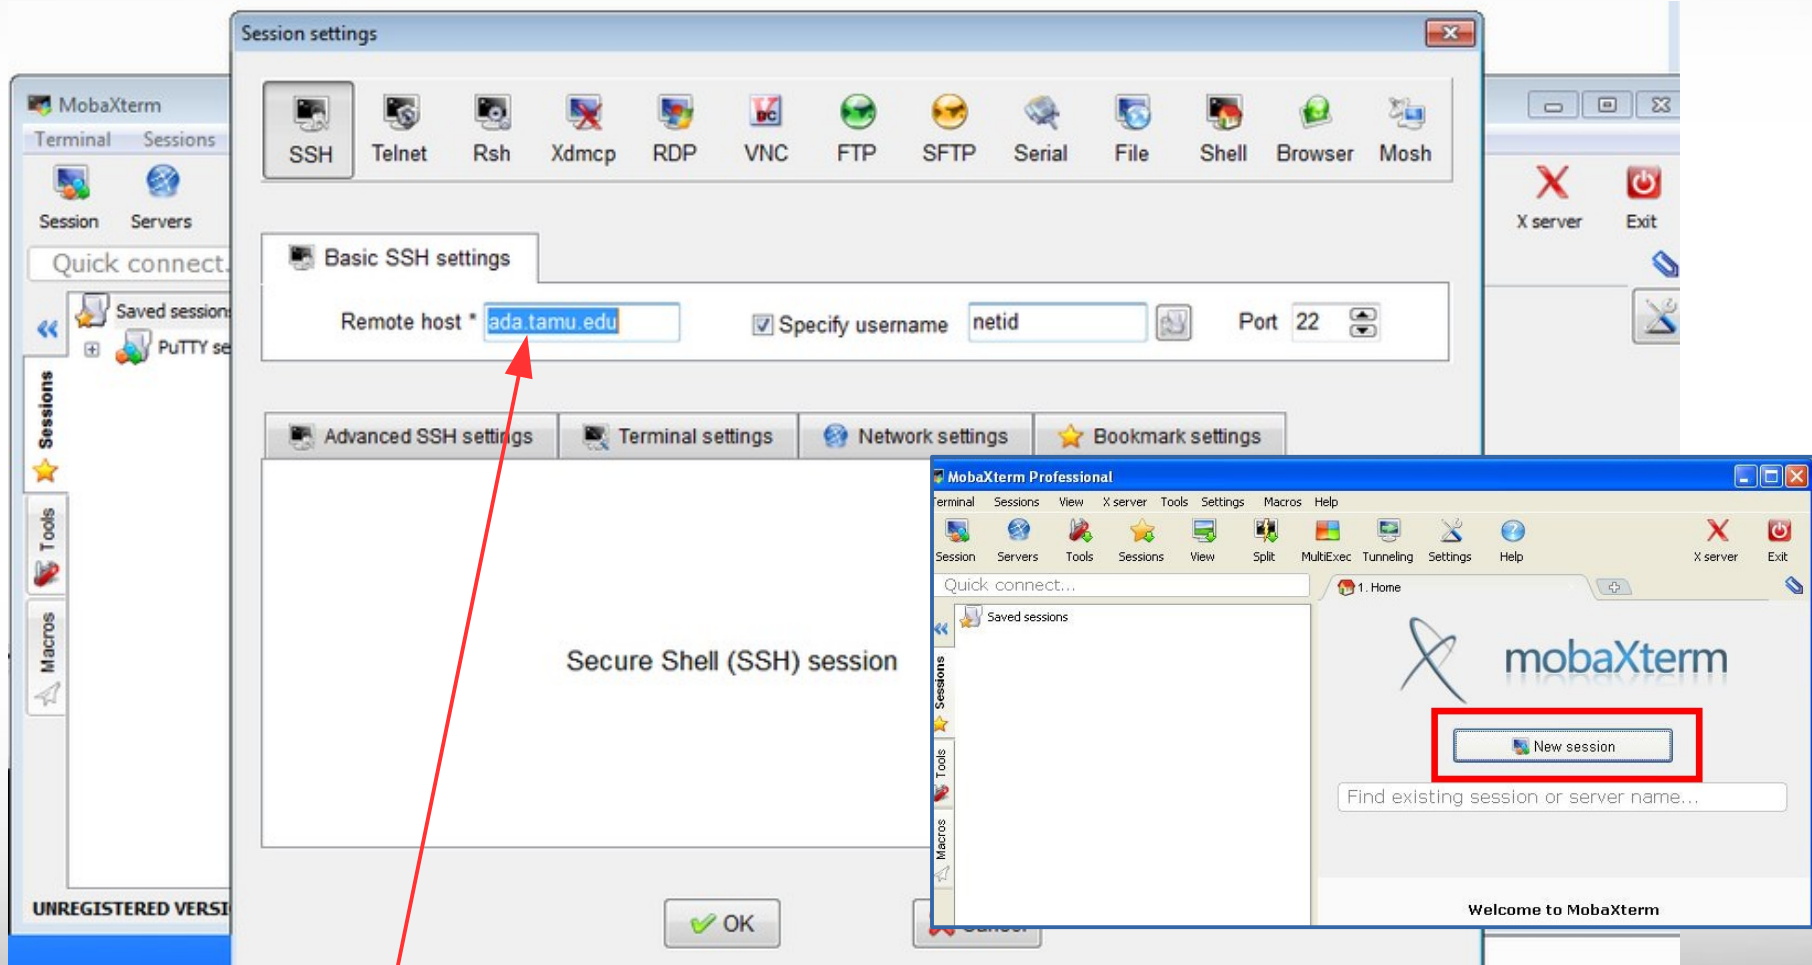 Session settings
MobaXterm
Terminal Sessions
SSH Telnet Rsh Xdmcp RDP VNC FTP SFTP Serial File Shell Browser Mosh
Session Servers
X server Exit
Quick connect.
Basic SSH settings
Saved session
PuTTY se
Remote host * ada.tamu.edu Specify username netid Port 22
Sessions
Tools
Macros
Advanced SSH settings Terminal settings Network settings Bookmark settings
Secure Shell (SSH) session
OK
UNREGISTERED VERSI
MobaXterm Professional
Terminal Sessions View X server Tools Settings Macros Help
Session Servers Tools Sessions View Split MultiExec Tunneling Settings Help X server Exit
Quick connect...
1. Home
Saved sessions
Sessions
Tools
Macros
mobaXterm
New session
Find existing session or server name...
Welcome to MobaXterm